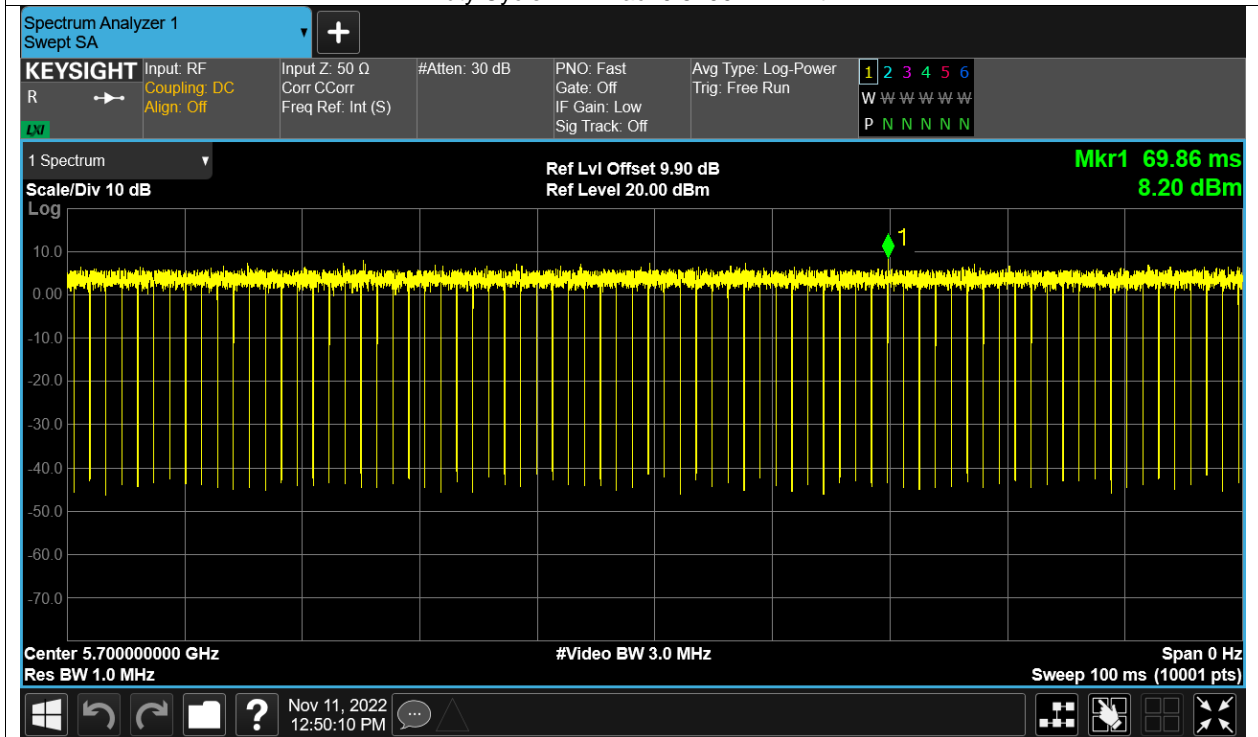 Spectrum Analyzer 1
Swept SA
KEYSIGHT
R
LXI
Input: RF
Coupling: DC
Align: Off
Input Z: 50 Ω
Corr CCorr
Freq Ref: Int (S)
#Atten: 30 dB
PNO: Fast
Gate: Off
IF Gain: Low
Sig Track: Off
Avg Type: Log-Power
Trig: Free Run
1 2 3 4 5 6
W W W W W W
P N N N N N
1 Spectrum
Scale/Div 10 dB
Log
Ref Lvl Offset 9.90 dB
Ref Level 20.00 dBm
Mkr1 69.86 ms
8.20 dBm
1
10.0
0.00
-10.0
-20.0
-30.0
-40.0
-50.0
-60.0
-70.0
Center 5.700000000 GHz
Res BW 1.0 MHz
#Video BW 3.0 MHz
Span 0 Hz
Sweep 100 ms (10001 pts)
?
Nov 11, 2022
12:50:10 PM